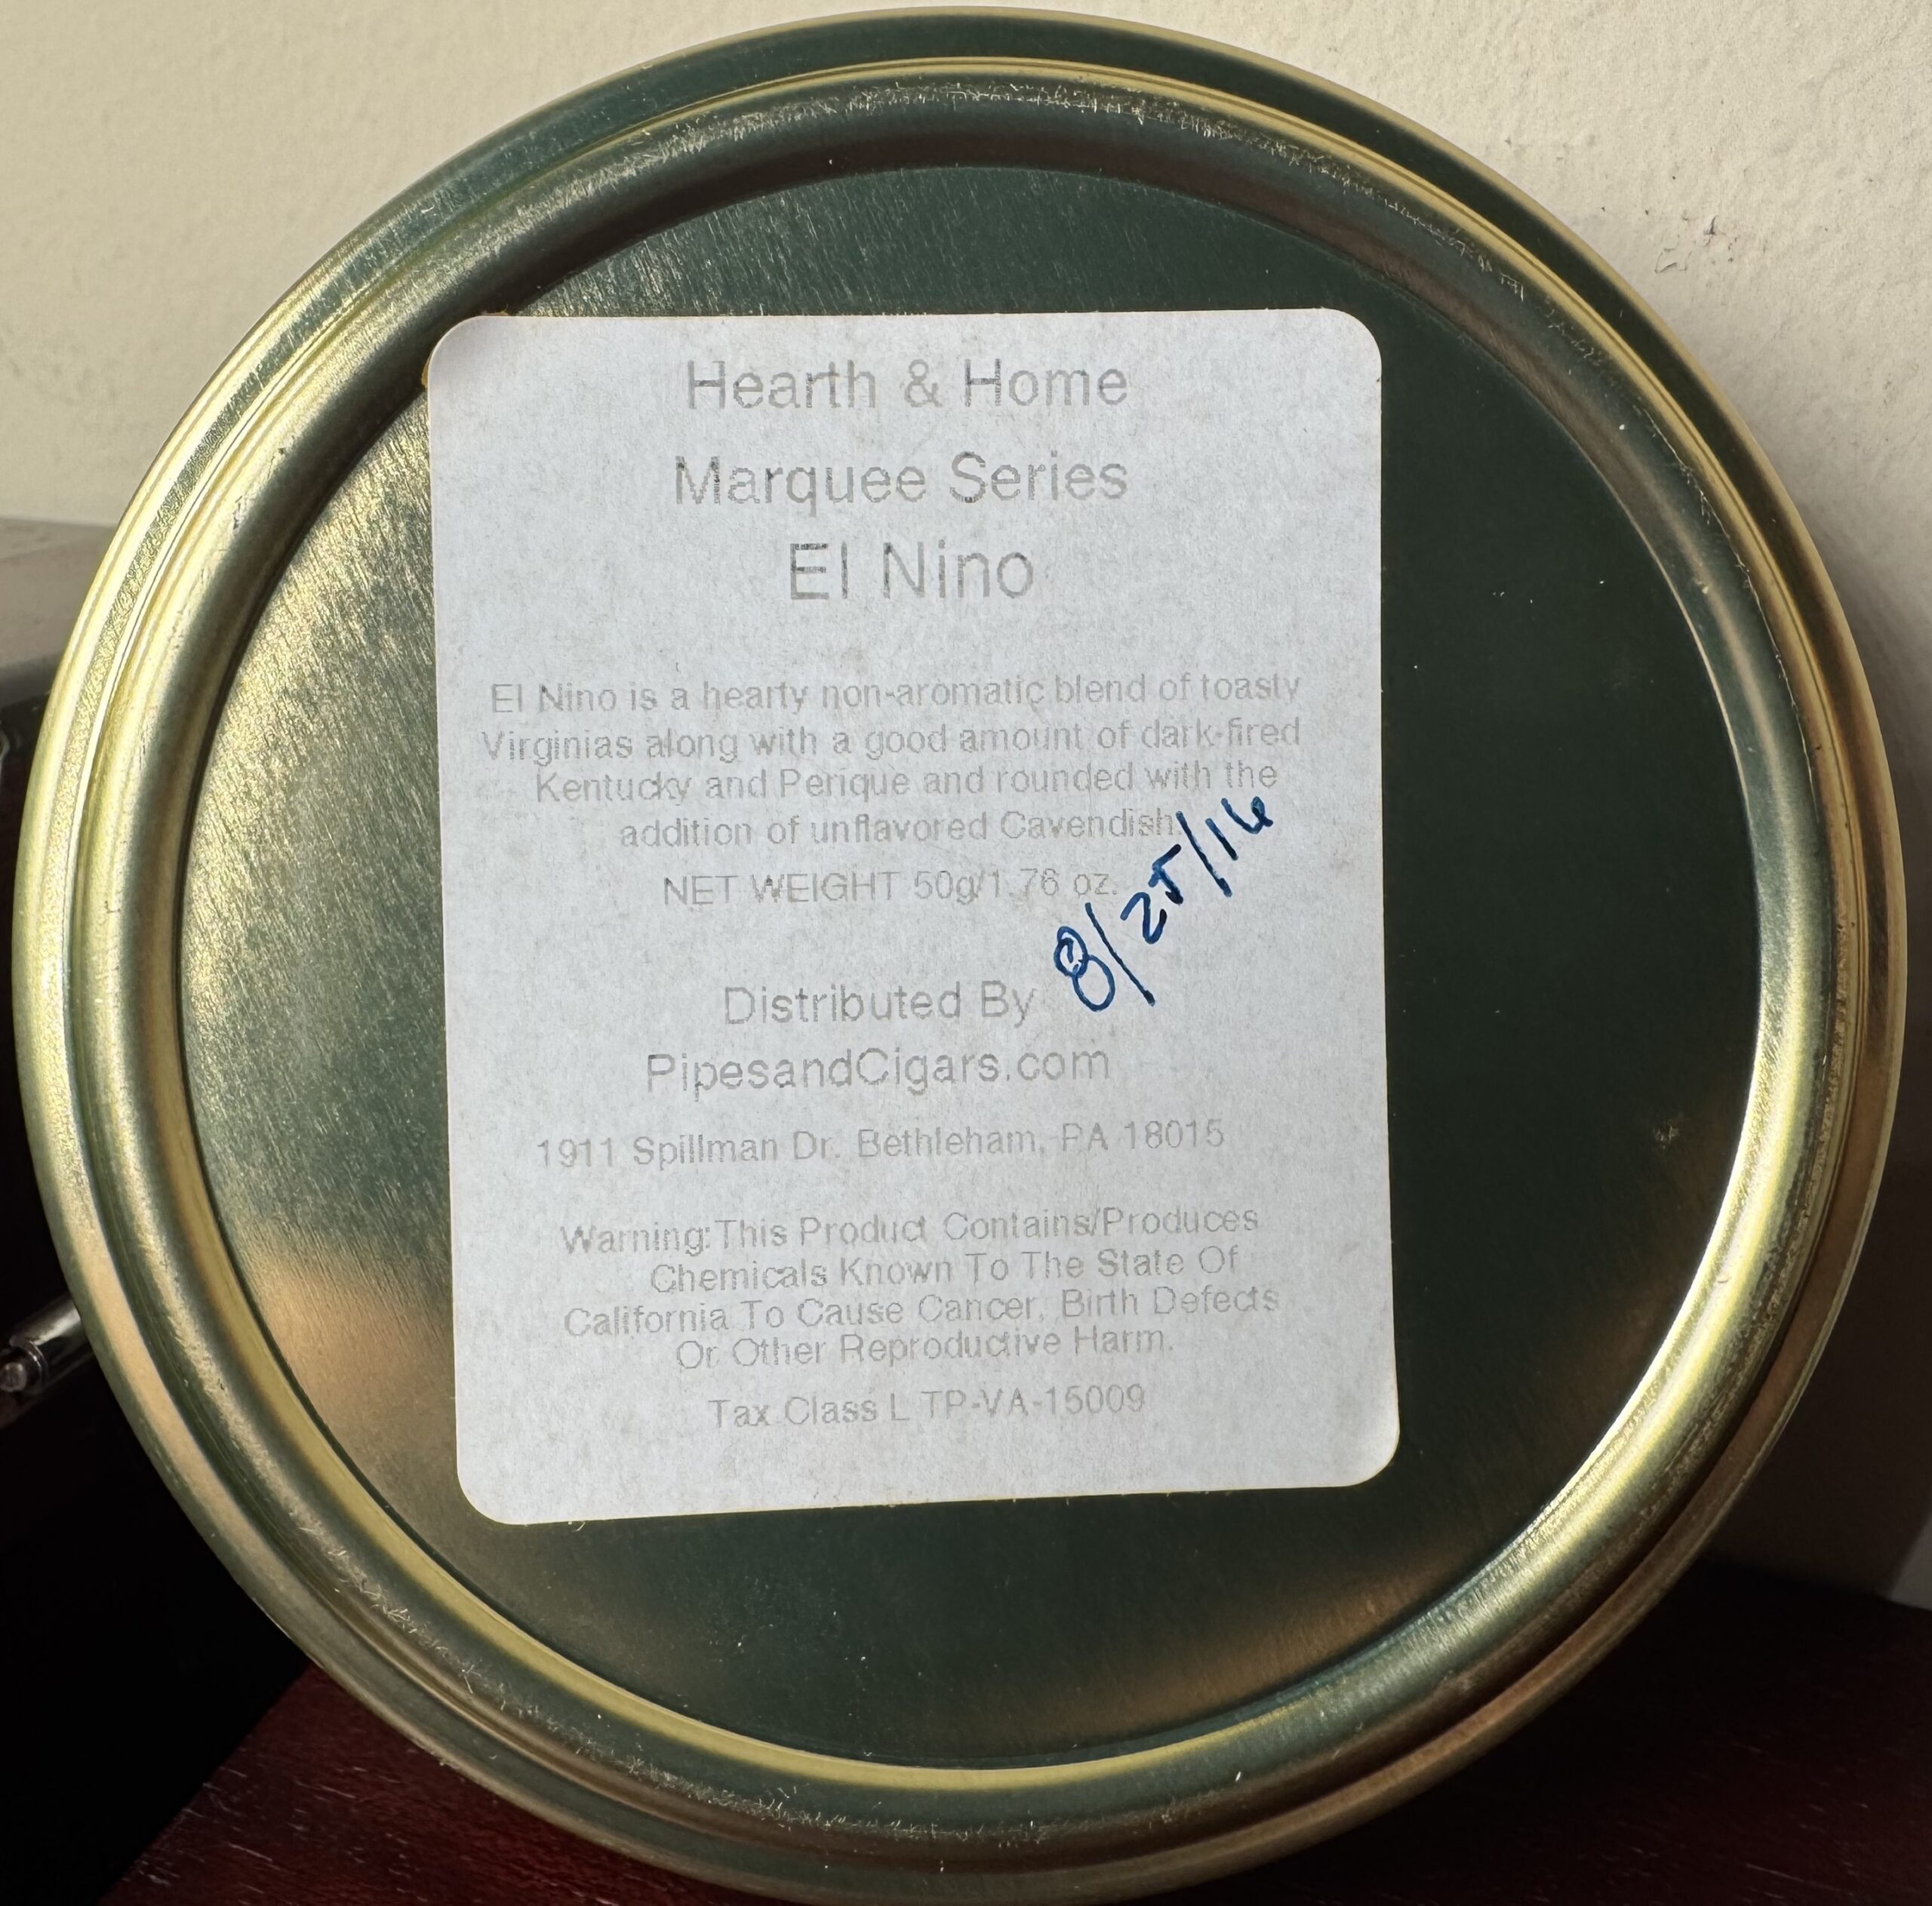 Hearth & Home
Marquee Series
El Nino
El Nino is a hearty non-aromatic blend of toasty
Virginias along with a good amount of dark-fired
Kentucky and Perique and rounded with the
addition of unflavored Cavendish.
NET WEIGHT 50g/1.76 oz.
8/25/16
Distributed By
PipesandCigars.com
1911 Spillman Dr. Bethleham, PA 18015
Warning:This Product Contains/Produces
Chemicals Known To The State Of
California To Cause Cancer, Birth Defects
Or Other Reproductive Harm.
Tax Class L TP-VA-15009